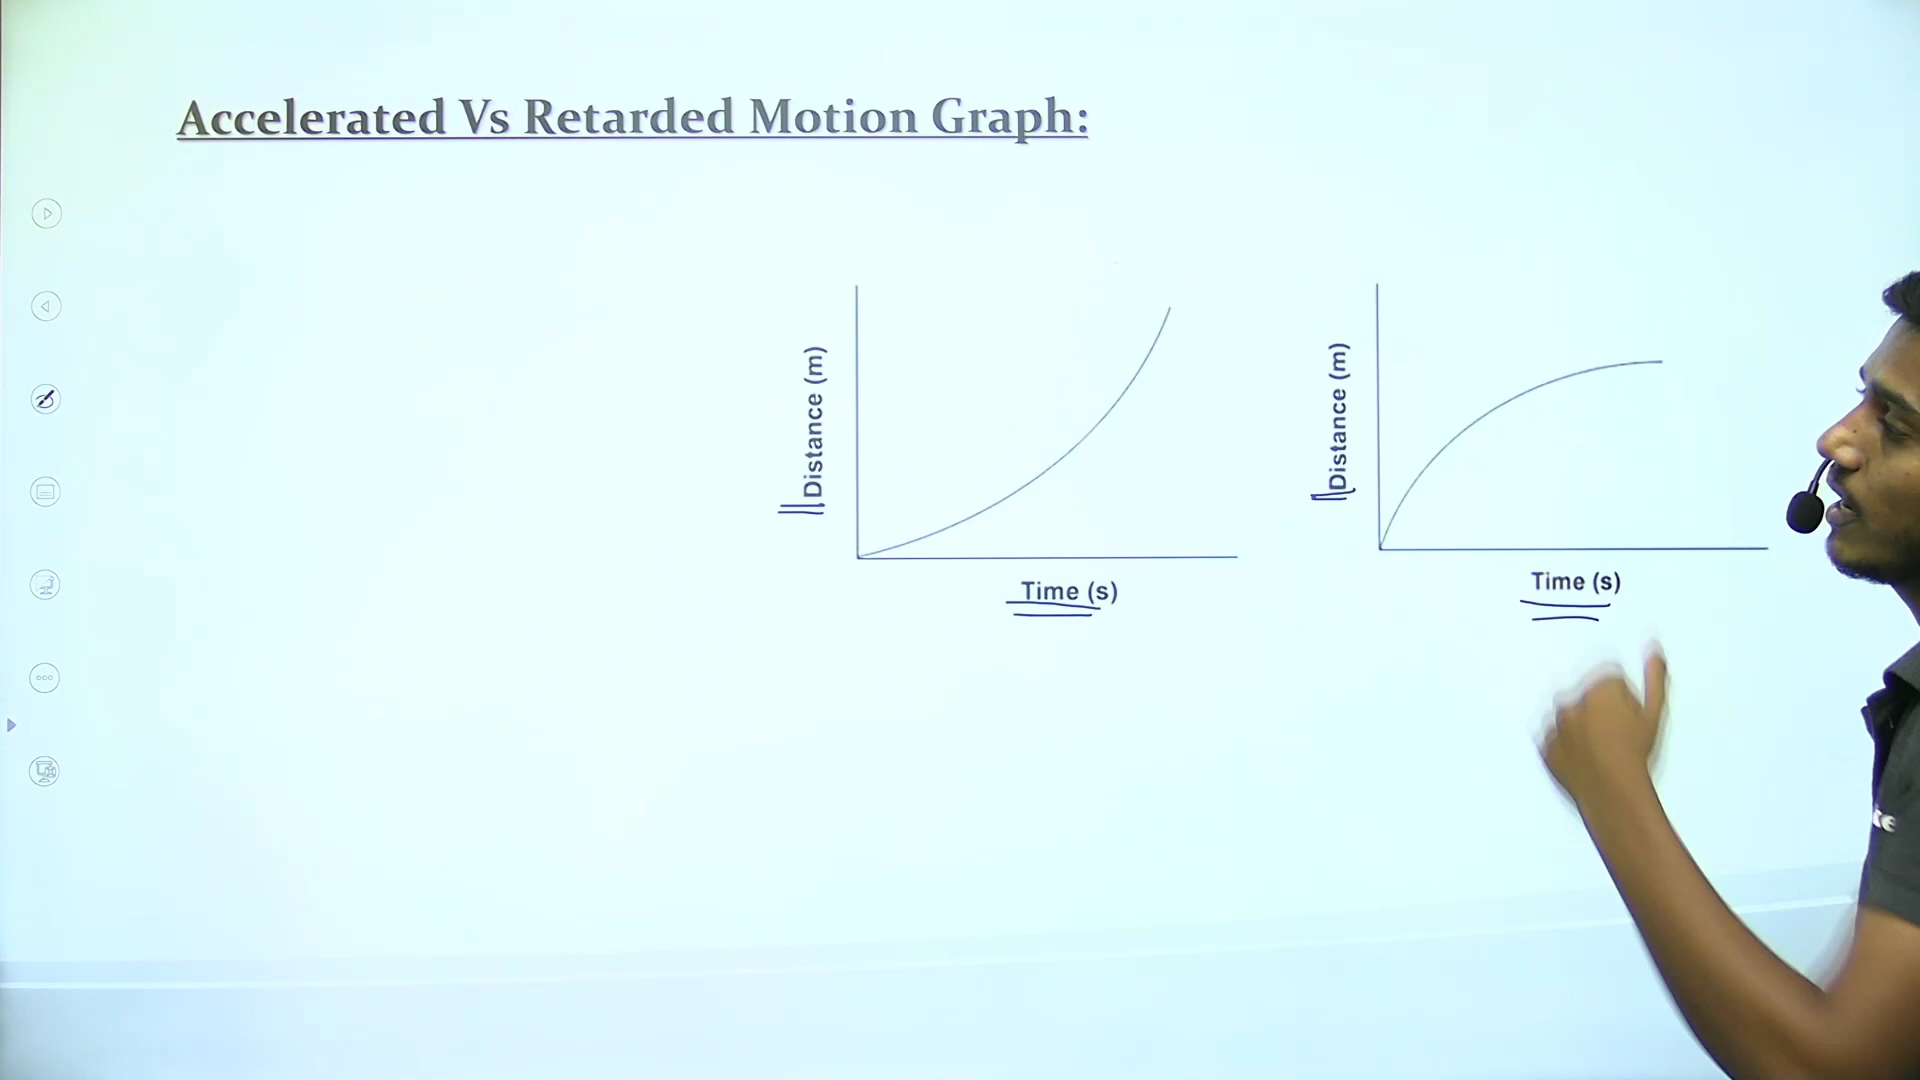 Accelerated Vs Retarded Motion Graph:
Distance (m)
Time (s)
Distance (m)
Time (s)